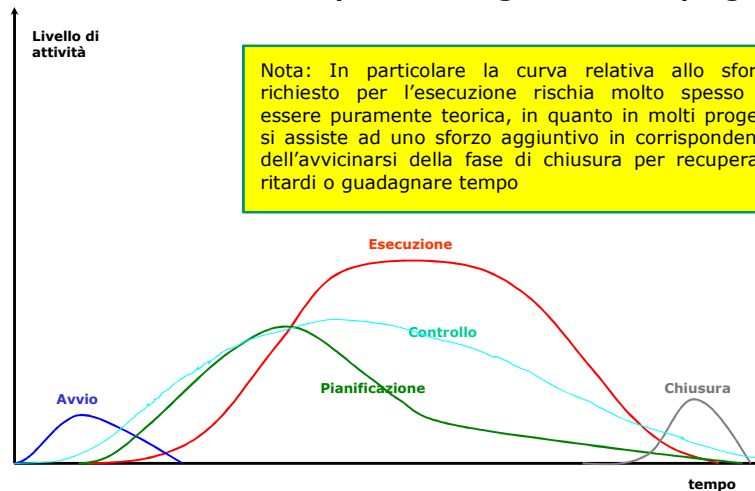 Livello di
attività
Nota: In particolare la curva relativa allo sfor
richiesto per l'esecuzione rischia molto spesso
essere puramente teorica, in quanto in molti proge
si assiste ad uno sforzo aggiuntivo in corrisponden
dell'avvicinarsi della fase di chiusura per recupera
ritardi o guadagnare tempo
Esecuzione
Controllo
Pianificazione
Avvio
Chiusura
tempo